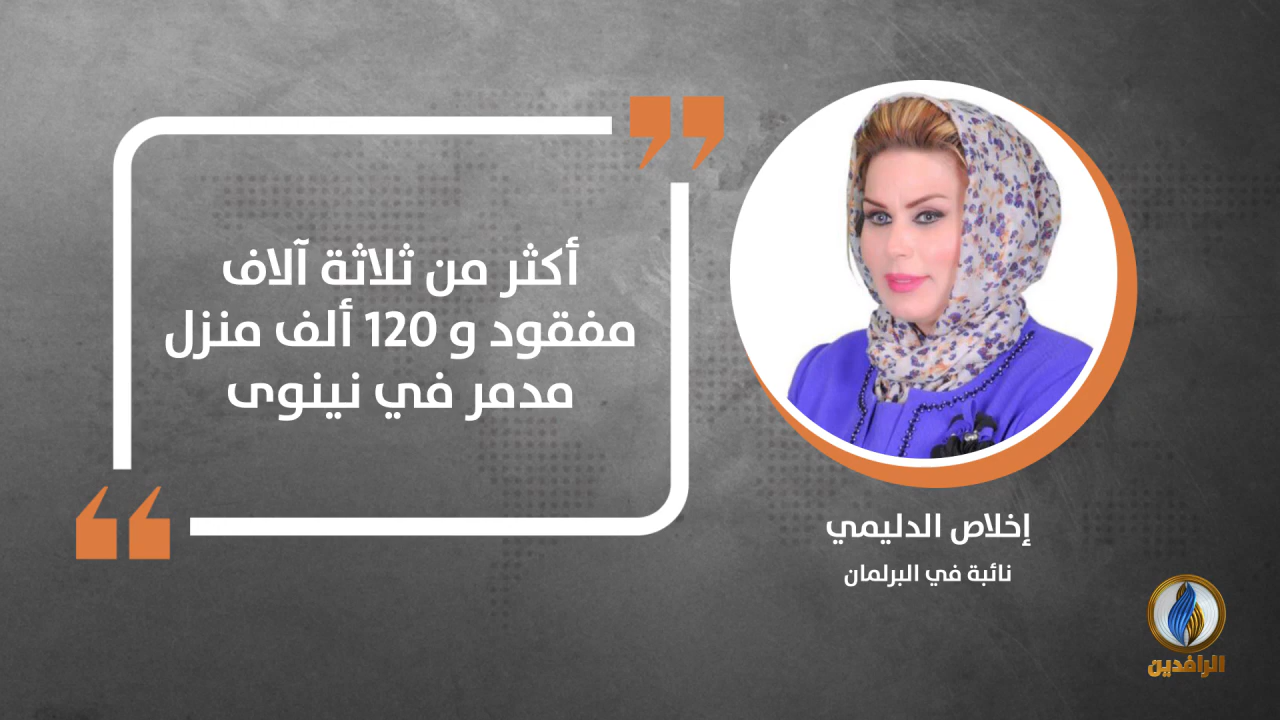 أكثر من ثلاثة آلاف
مفقود و 120 ألف منزل
مدمر في نينوى
إخلاص الدليمي
نائبة في البرلمان
الرافدين